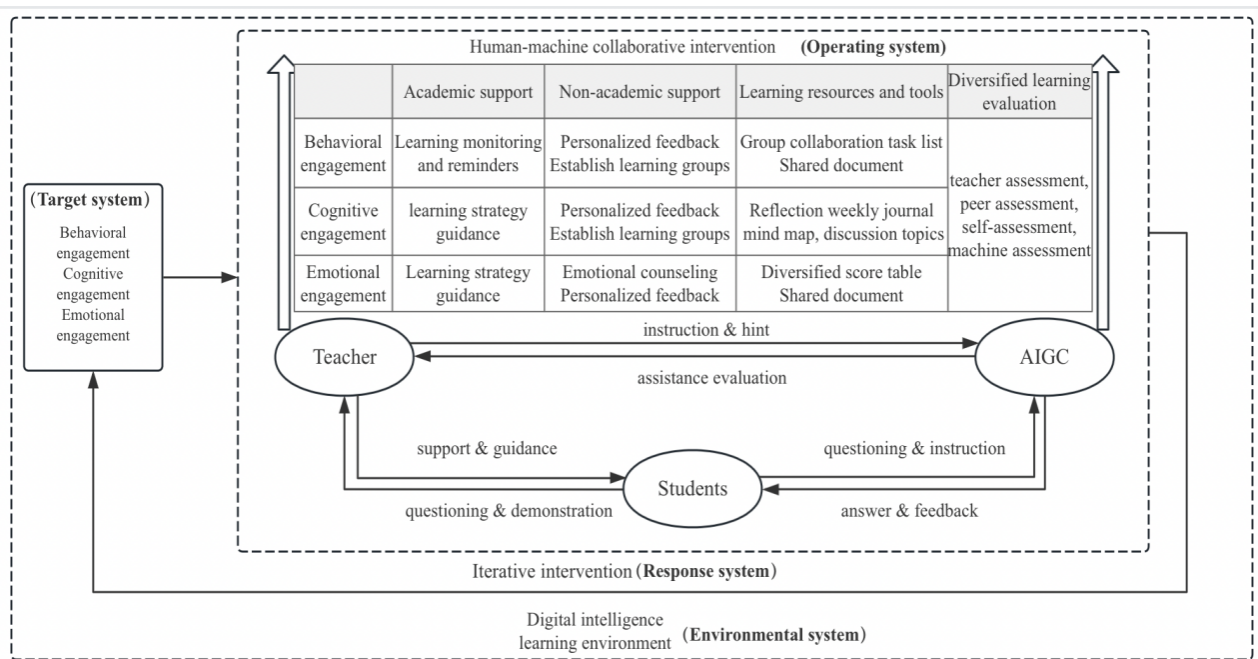 Human-machine collaborative intervention (Operating system)
Academic support
Non-academic support
Learning resources and tools
Diversified learning
evaluation
Behavioral
engagement
Learning monitoring
and reminders
Personalized feedback
Establish learning groups
Group collaboration task list
Shared document
teacher assessment,
peer assessment,
self-assessment,
machine assessment
Cognitive
engagement
learning strategy
guidance
Personalized feedback
Establish learning groups
Reflection weekly journal
mind map, discussion topics
Emotional
engagement
Learning strategy
guidance
Emotional counseling
Personalized feedback
Diversified score table
Shared document
(Target system)
Behavioral
engagement
Cognitive
engagement
Emotional
engagement
Teacher
instruction & hint
assistance evaluation
AIGC
support & guidance
questioning & instruction
Students
questioning & demonstration
answer & feedback
Iterative intervention (Response system)
Digital intelligence
learning environment (Environmental system)